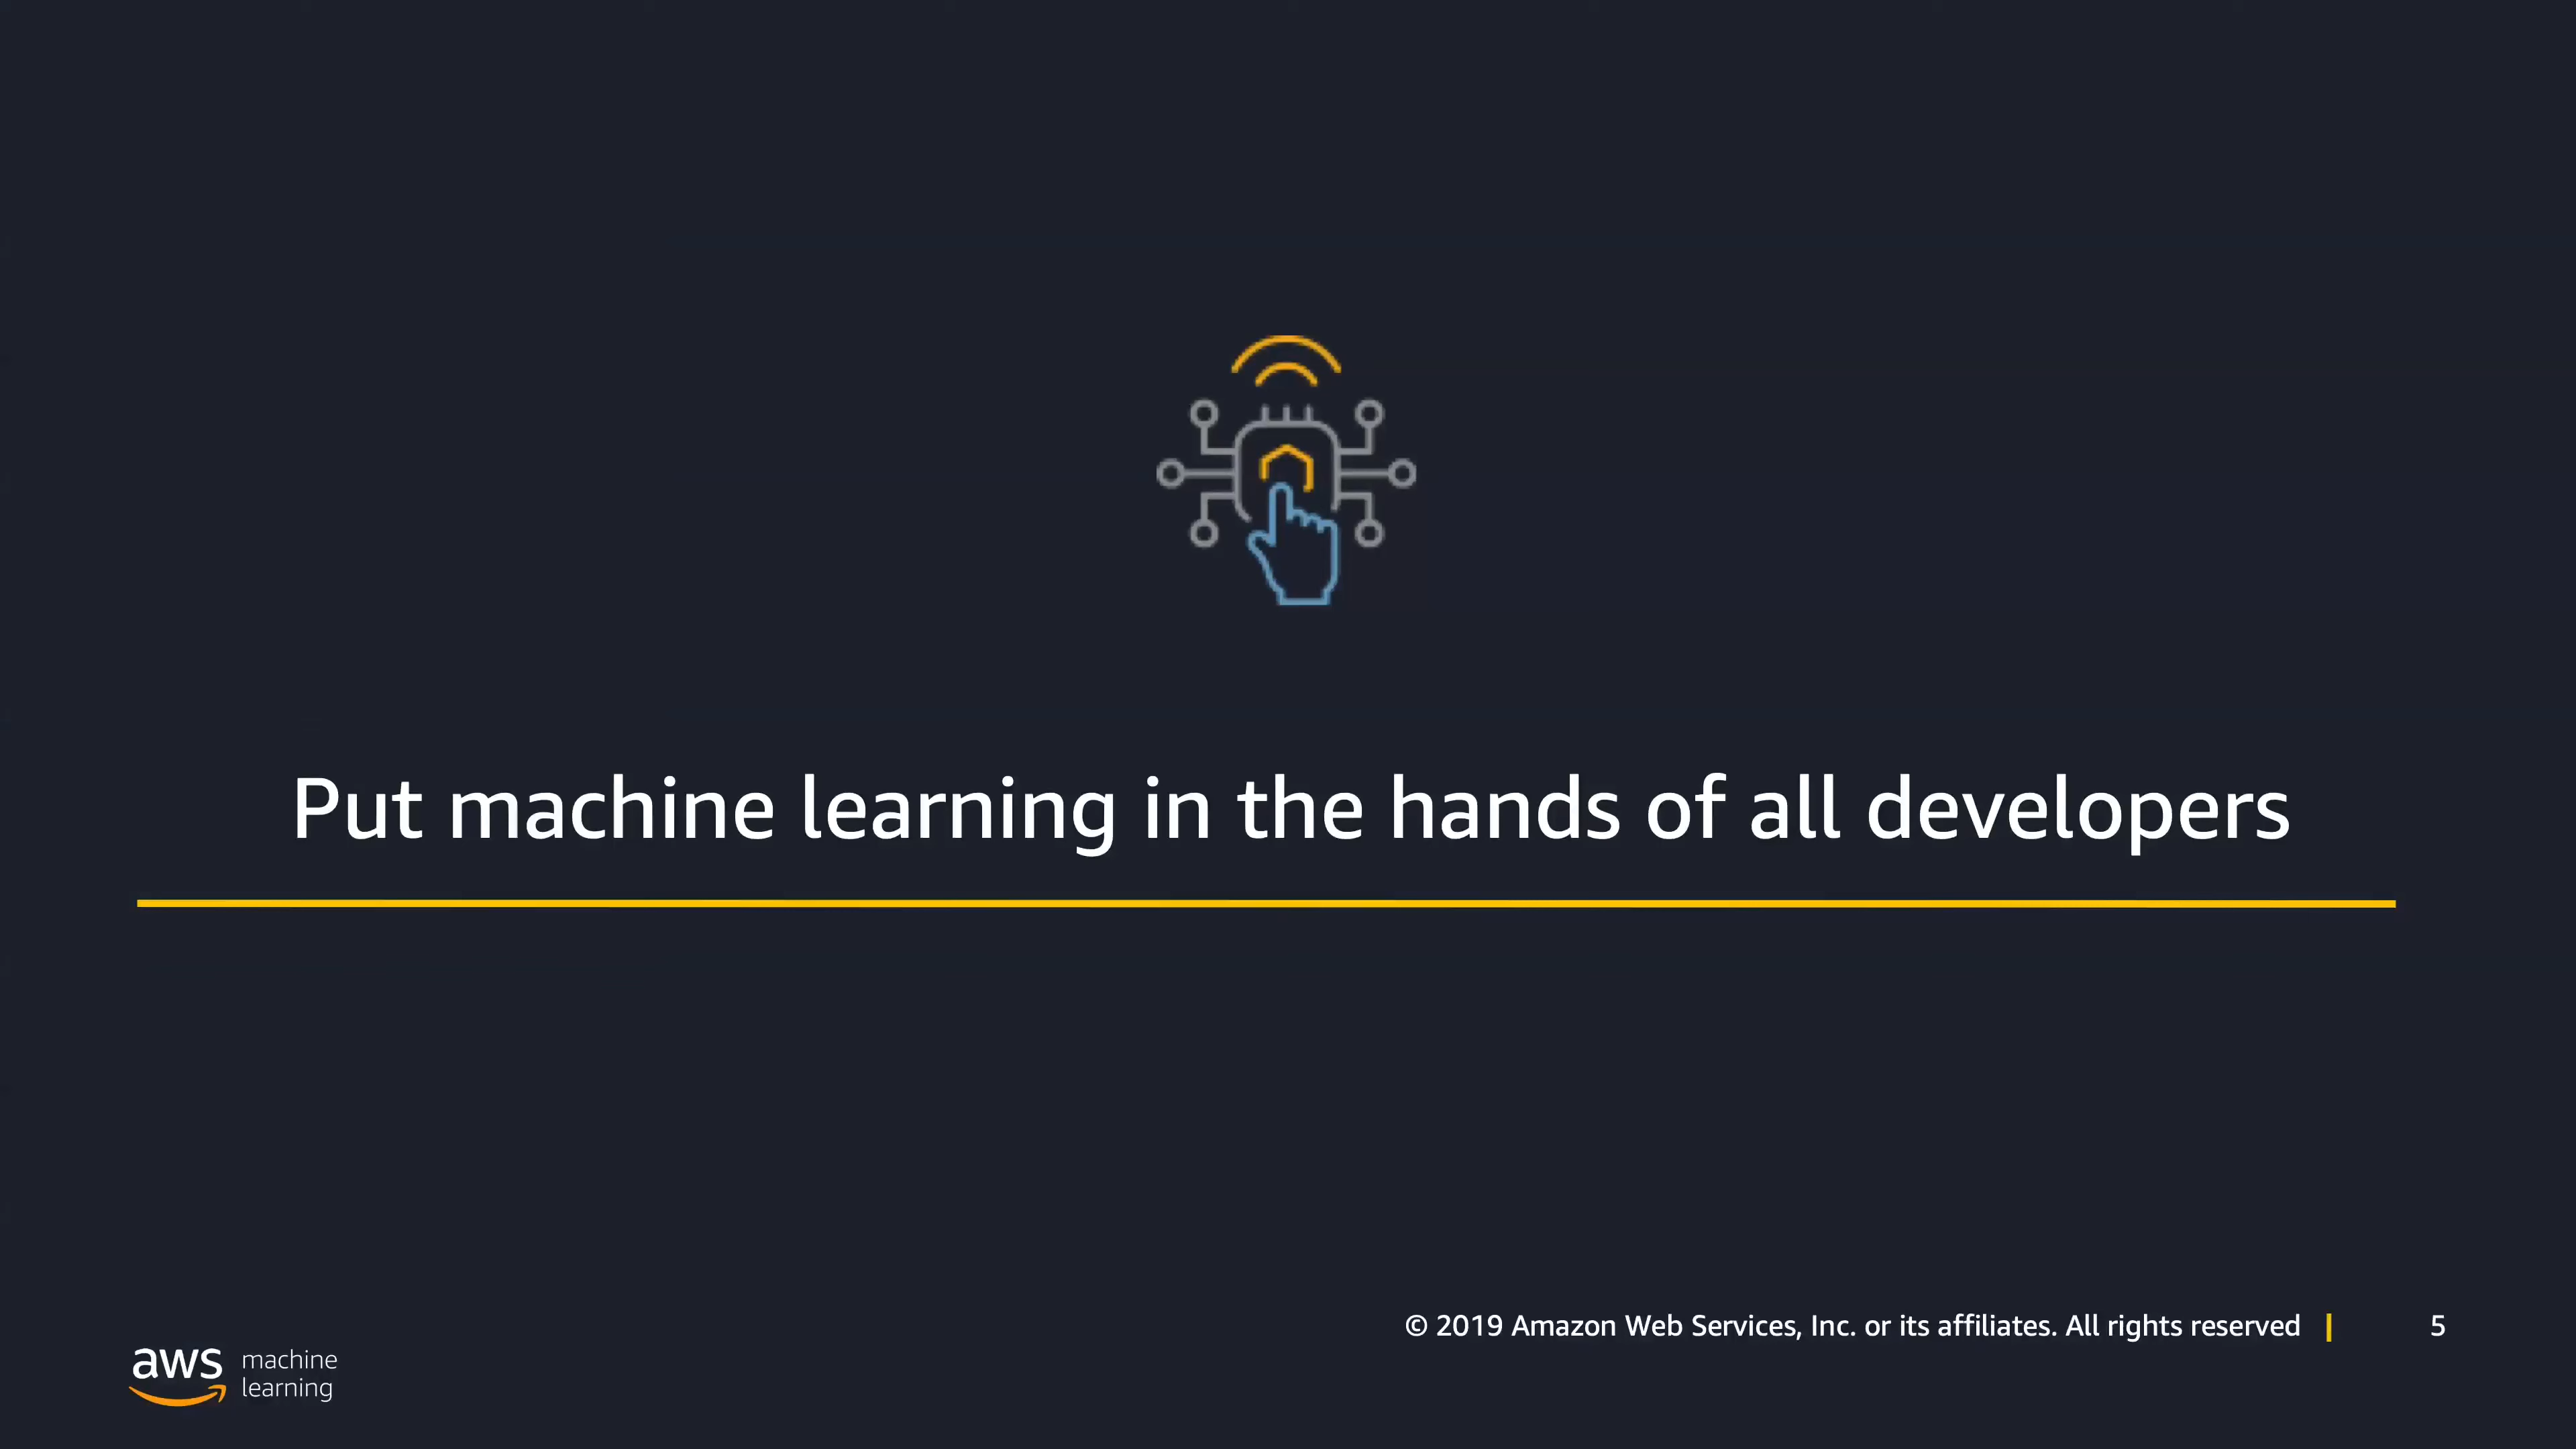 Put machine learning in the hands of all developers
© 2019 Amazon Web Services, Inc. or its affiliates. All rights reserved | 5
aws machine
learning